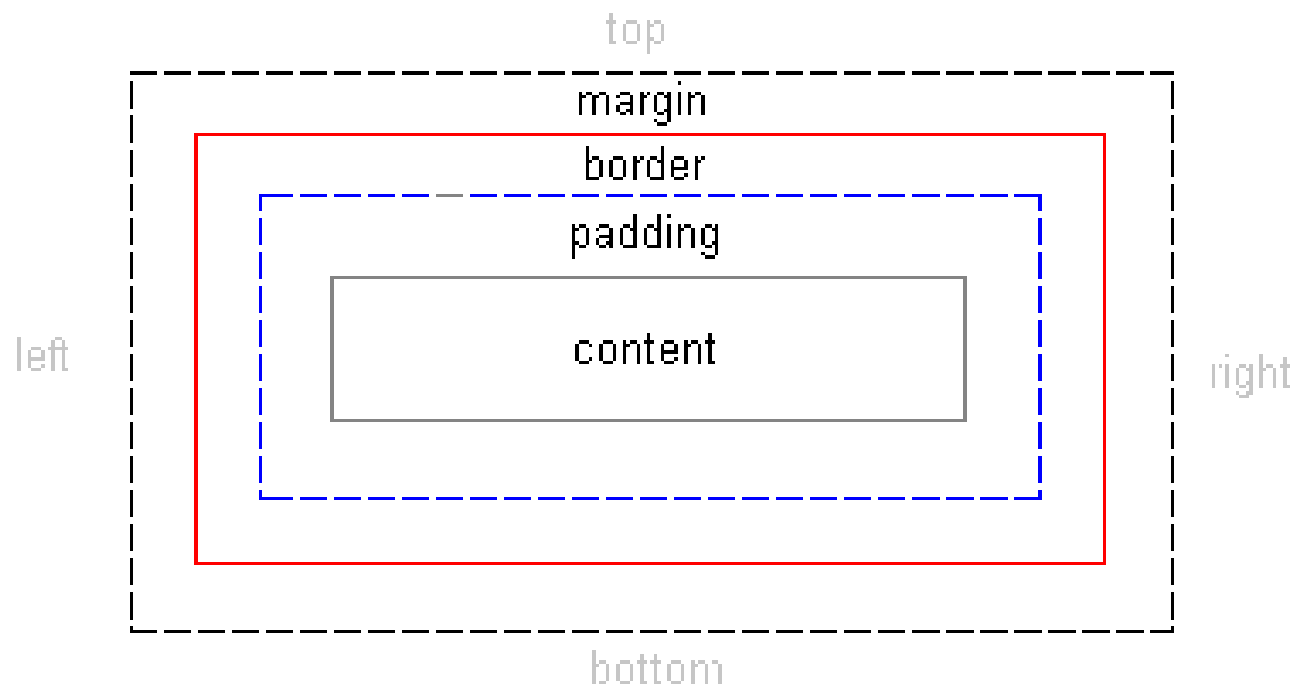 top
margin
border
padding
content
left
right
bottom